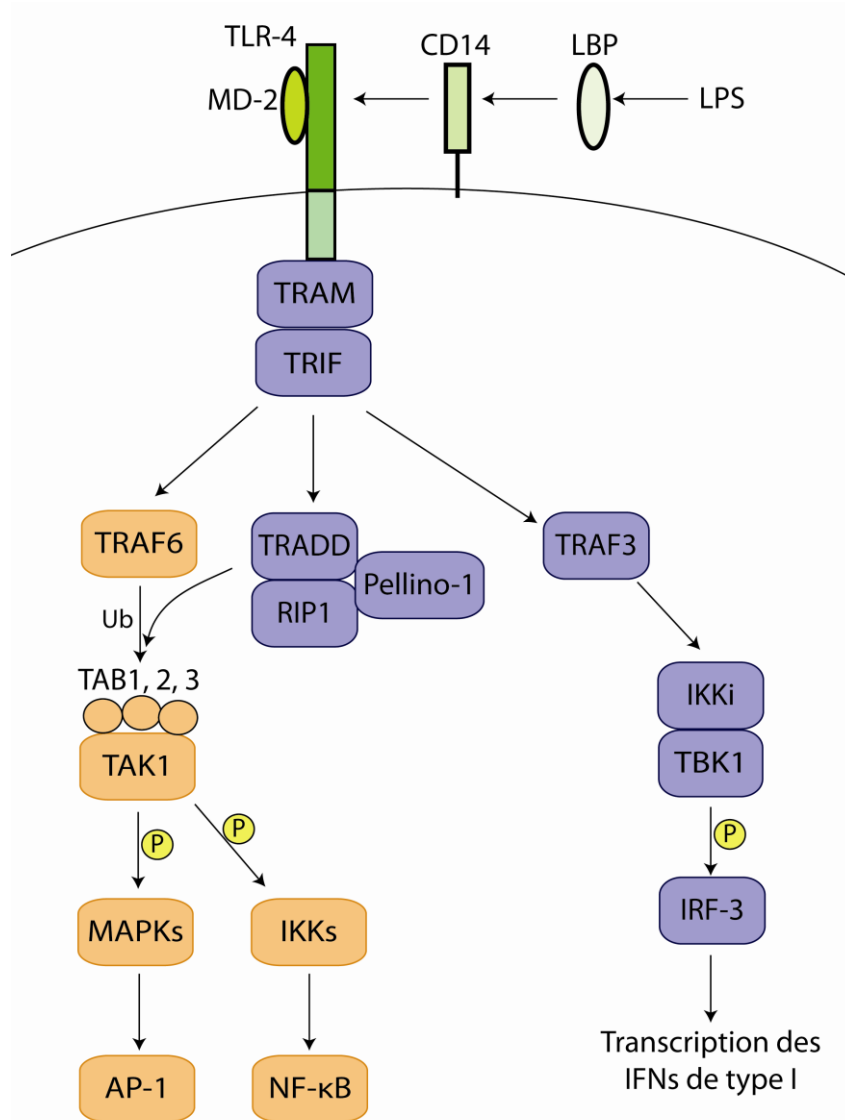 TLR-4
CD14
LBP
MD-2
LPS
TRAM
TRIF
TRAF6
TRADD
TRAF3
Pellino-1
RIP1
Ub
TAB1, 2, 3
IKKi
TAK1
TBK1
P
P
P
MAPKs
IKKs
IRF-3
Transcription des
IFNs de type I
AP-1
NF-κB